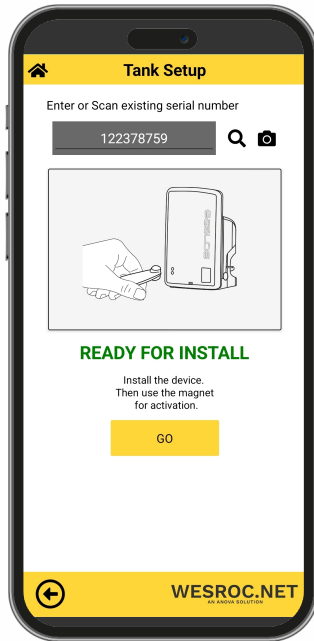 Tank Setup
Enter or Scan existing serial number
122378759
READY FOR INSTALL
Install the device.
Then use the magnet
for activation.
GO
WESROC.NET
AN ANOVA SOLUTION